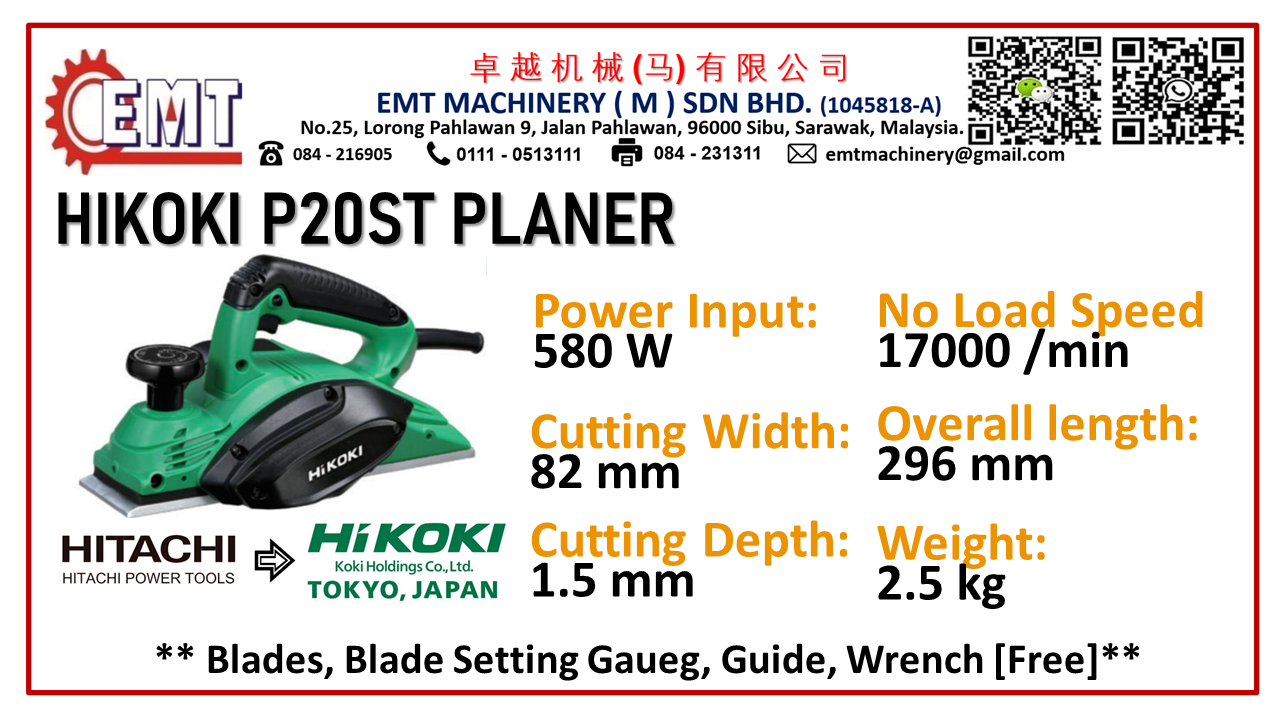 EMT
卓越机械(马)有限公司
EMT MACHINERY ( M ) SDN BHD. (1045818-A)
No.25, Lorong Pahlawan 9, Jalan Pahlawan, 96000 Sibu, Sarawak, Malaysia.
084 - 216905 0111 - 0513111 084 - 231311 emtmachinery@gmail.com
HIKOKI P20ST PLANER
Power Input:
580 W
No Load Speed
17000 /min
Cutting Width:
82 mm
Overall length:
296 mm
Cutting Depth:
1.5 mm
Weight:
2.5 kg
HiKOKI
HITACHI
HITACHI POWER TOOLS
HiKOKI
Koki Holdings Co.,Ltd.
TOKYO, JAPAN
** Blades, Blade Setting Gaueg, Guide, Wrench [Free]**